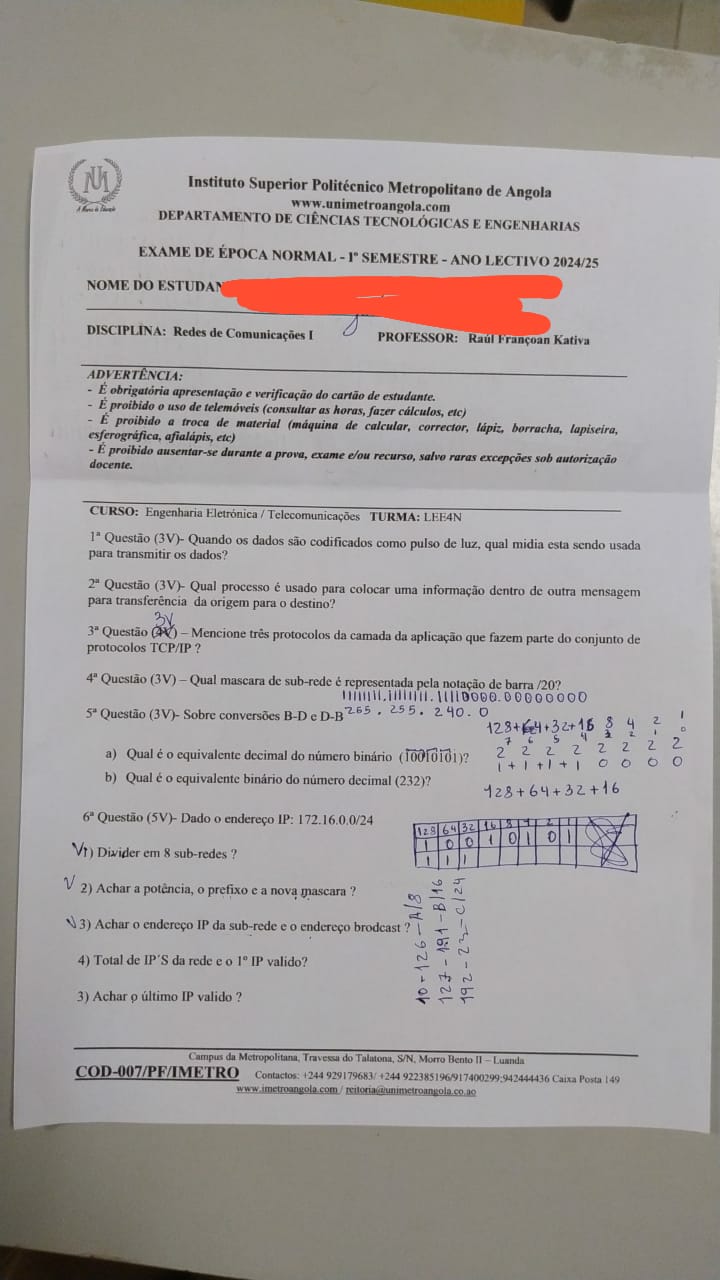 A Marca da Educação
Instituto Superior Politécnico Metropolitano de Angola
www.unimetroangola.com
DEPARTAMENTO DE CIÊNCIAS TECNOLÓGICAS E ENGENHARIAS
EXAME DE ÉPOCA NORMAL - 1º SEMESTRE - ANO LECTIVO 2024/25
NOME DO ESTUDAN
DISCIPLINA: Redes de Comunicações I PROFESSOR: Raúl Françoan Kativa
ADVERTÊNCIA:
- É obrigatória apresentação e verificação do cartão de estudante.
- É proibido o uso de telemóveis (consultar as horas, fazer cálculos, etc)
- É proibido a troca de material (máquina de calcular, corrector, lápiz, borracha, lapiseira,
esferográfica, afialápis, etc)
- É proibido ausentar-se durante a prova, exame e/ou recurso, salvo raras excepções sob autorização
docente.
CURSO: Engenharia Eletrónica / Telecomunicações TURMA: LEE4N
1ª Questão (3V)- Quando os dados são codificados como pulso de luz, qual midia esta sendo usada
para transmitir os dados?
2ª Questão (3V)- Qual processo é usado para colocar uma informação dentro de outra mensagem
para transferência da origem para o destino?
3V
3ª Questão – Mencione três protocolos da camada da aplicação que fazem parte do conjunto de
protocolos TCP/IP ?
4ª Questão (3V) – Qual mascara de sub-rede é representada pela notação de barra /20?
11111111.11111111.11110000.00000000
5ª Questão (3V)- Sobre conversões B-D e D-B 255.255.240.0
128+64+32+16 8 4 2 1
7 6 5 4 3 2 1 0
2 2 2 2 2 2 2 2
1+1+1+1 0 0 0 0
a) Qual é o equivalente decimal do número binário (10010101)?
b) Qual é o equivalente binário do número decimal (232)?
128+64+32+16
6ª Questão (5V)- Dado o endereço IP: 172.16.0.0/24
128 64 32 16 8 4 2 1
1 0 0 1 0 1 0 1
1 1 1
1) Divider em 8 sub-redes ?
2) Achar a potência, o prefixo e a nova mascara ?
3) Achar o endereço IP da sub-rede e o endereço brodcast ?
4) Total de IP'S da rede e o 1º IP valido?
3) Achar o último IP valido ?
10-126-A/8
127-191-B/16
192-23-C/24
Campus da Metropolitana, Travessa do Talatona, S/N, Morro Bento II – Luanda
COD-007/PF/IMETRO Contactos: +244 929179683/ +244 922385196/917400299;942444436 Caixa Posta 149
www.imetroangola.com / reitoria@unimetroangola.co.ao